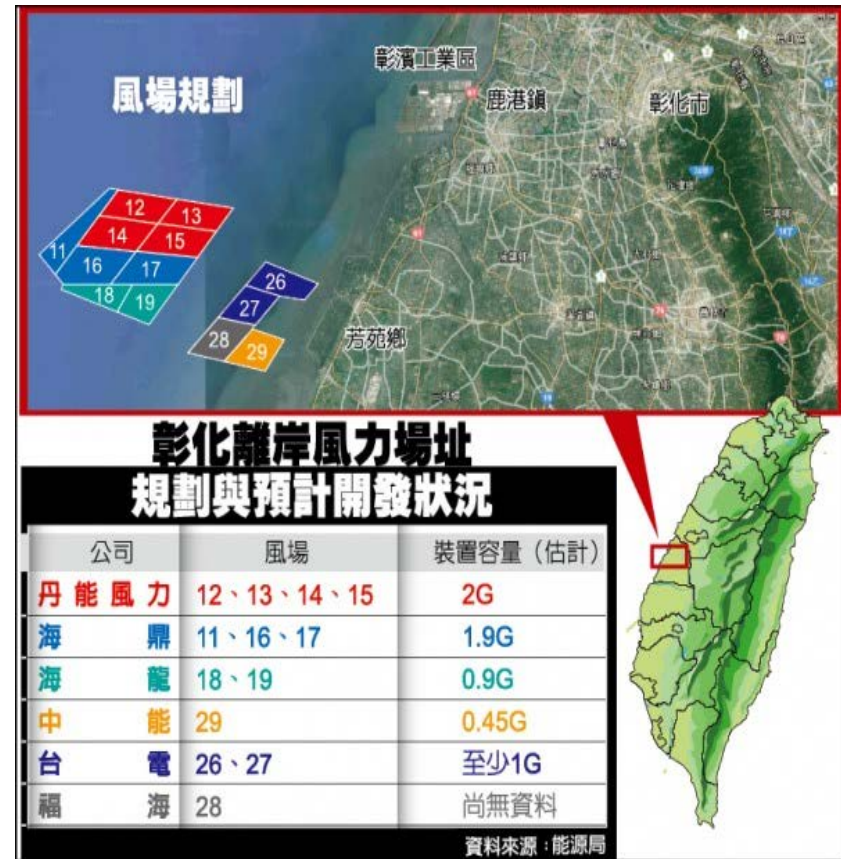 風場規劃
彰濱工業區
鹿港鎮
彰化市
12
13
14
15
11
16
17
18
19
26
27
28
29
芳苑鄉
彰化離岸風力場址
規劃與預計開發狀況
公司 風場 裝置容量（估計）
丹能風力 12、13、14、15 2G
海鼎 11、16、17 1.9G
海龍 18、19 0.9G
中能 29 0.45G
台電 26、27 至少1G
福海 28 尚無資料
資料來源：能源局